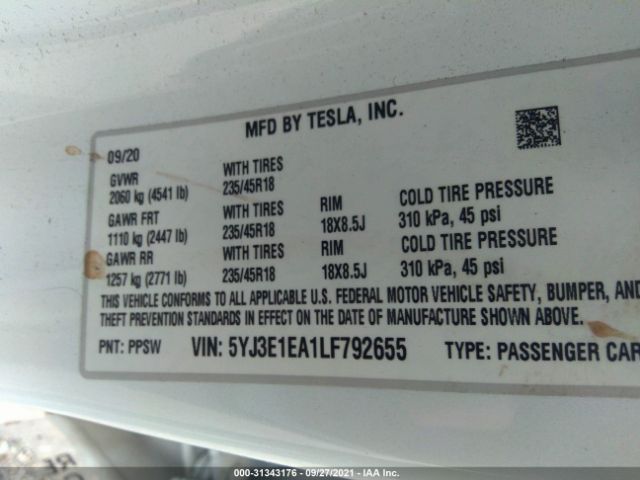 MFD BY TESLA, INC.
09/20
GVWR WITH TIRES
2060 kg (4541 lb) 235/45R18
GAWR FRT WITH TIRES RIM COLD TIRE PRESSURE
1110 kg (2447 lb) 235/45R18 18X8.5J 310 kPa, 45 psi
GAWR RR WITH TIRES RIM COLD TIRE PRESSURE
1257 kg (2771 lb) 235/45R18 18X8.5J 310 kPa, 45 psi
THIS VEHICLE CONFORMS TO ALL APPLICABLE U.S. FEDERAL MOTOR VEHICLE SAFETY, BUMPER, AND
THEFT PREVENTION STANDARDS IN EFFECT ON THE DATE OF MANUFACTURE SHOWN ABOVE.
PNT: PPSW VIN: 5YJ3E1EA1LF792655 TYPE: PASSENGER CAR
000-31343176 - 09/27/2021 - IAA Inc.